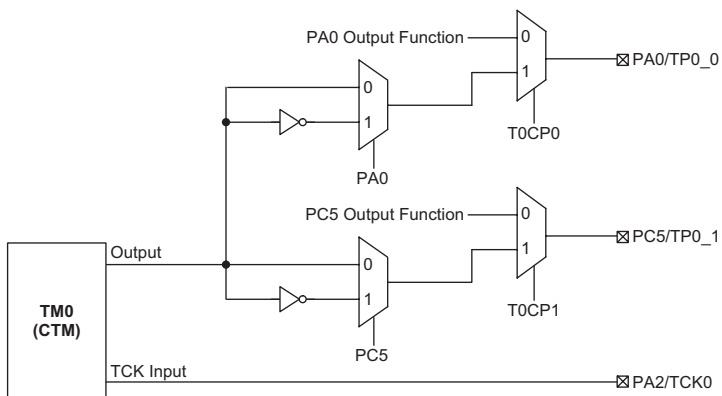 PA0 Output Function
0
1
PA0/TP0_0
T0CP0
0
1
PA0
PC5 Output Function
0
1
PC5/TP0_1
T0CP1
Output
0
1
PC5
TM0
(CTM)
TCK Input
PA2/TCK0